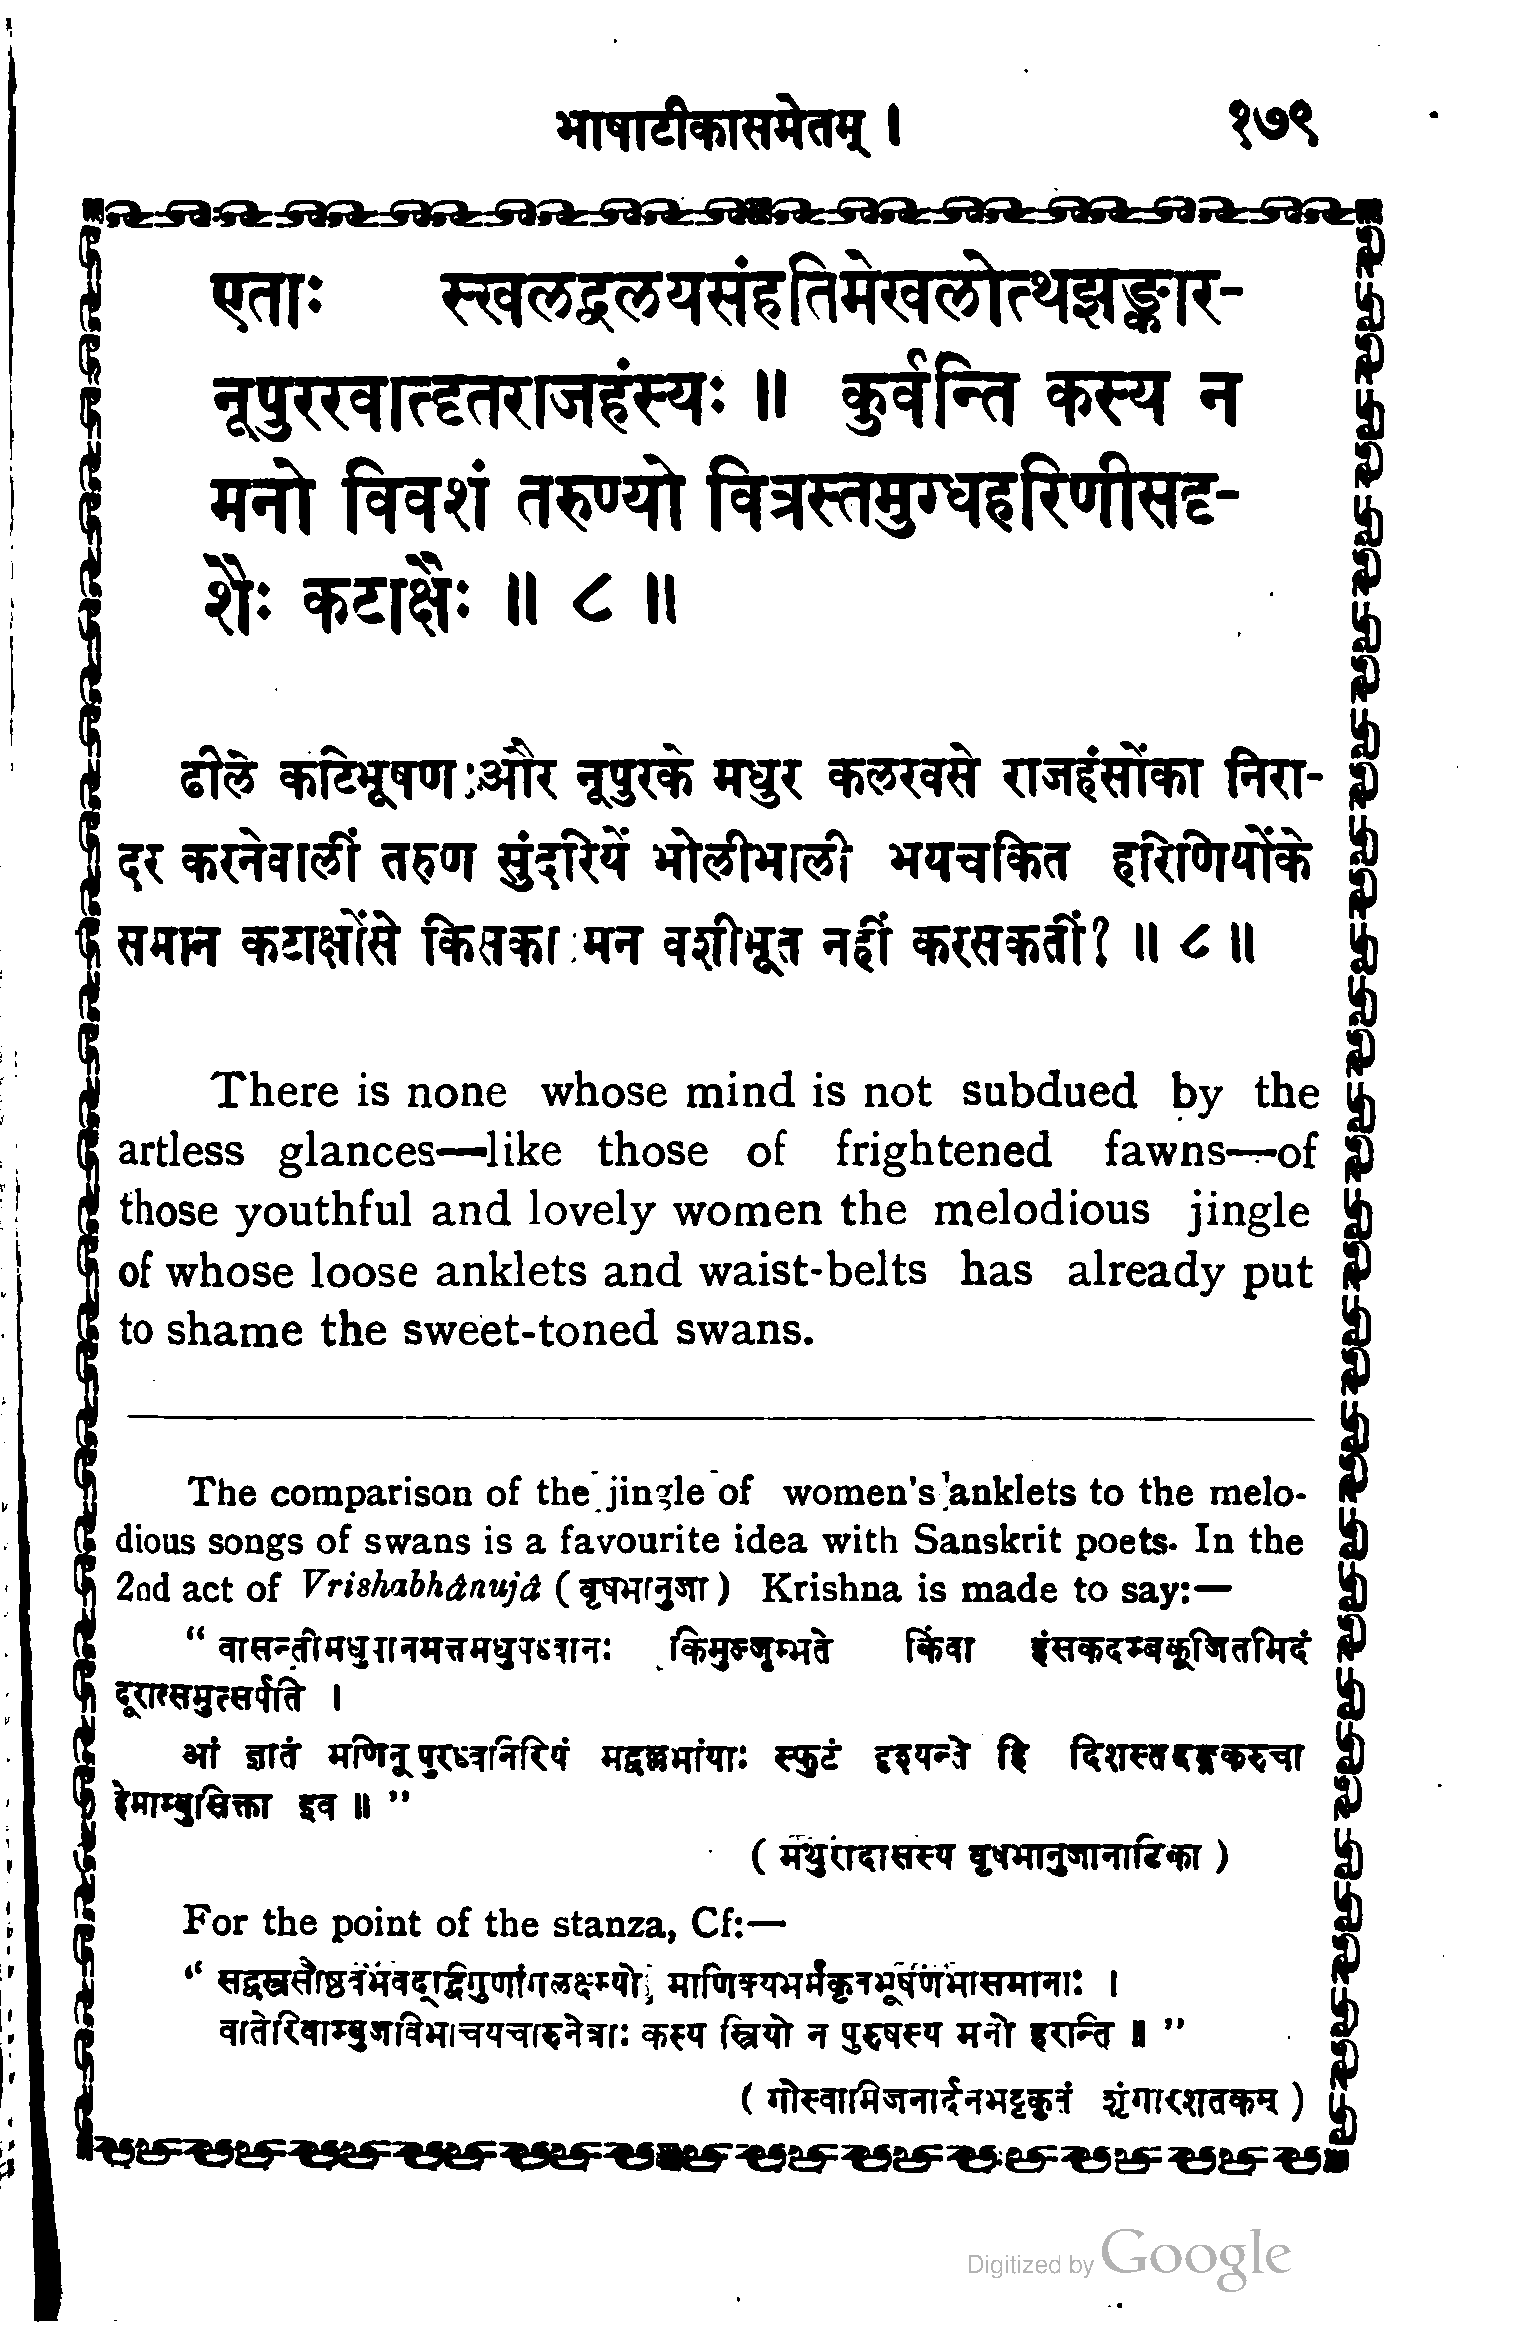 भाषाटीकासमेतम् । १७९
एताः स्खलद्वलयसंहतिमेखलोत्थझङ्कार-
नूपुररवात्दृतराजहंस्यः ॥ कुर्वन्ति कस्य न
मनो विवशं तरुण्यो वित्रस्तमुग्धहरिणीसदृ-
शैः कटाक्षैः ॥ ८ ॥
ढीले कटिभूषण और नूपुरके मधुर कलरवसे राजहंसोंका निरा-
दर करनेवालीं तरुण सुंदरियें भोलीभाली भयचकित हरिणियोंके
समान कटाक्षोंसे किसका मन वशीभूत नहीं करसकतीं? ॥ ८ ॥
There is none whose mind is not subdued by the
artless glances—like those of frightened fawns—of
those youthful and lovely women the melodious jingle
of whose loose anklets and waist-belts has already put
to shame the sweet-toned swans.
The comparison of the jingle of women's anklets to the melo-
dious songs of swans is a favourite idea with Sanskrit poets. In the
2nd act of Vrishabhânujâ ( वृषभानुजा ) Krishna is made to say:—
“ वासन्तीमधुपानमत्तमधुपध्वानः किमुज्जृम्भते किंवा हंसकदम्बकूजितमिदं
दूरात्समुत्सर्पति ।
आं ज्ञातं मणिनूपुरध्वनिरियं मद्वल्लभायाः स्फुटं दृश्यन्ते हि दिशस्तदङ्गकरुचा
हेमाम्बुसिक्ता इव ॥ ”
( मथुरादासस्य वृषभानुजानाटिका )
For the point of the stanza, Cf:—
“ सद्वस्त्रसौष्ठवभवद्द्विगुणांगलक्ष्म्यो माणिक्यभर्मकृतभूषणभासमानाः ।
वातेरिवाम्बुजविभाचयचारुनेत्राः कस्य स्त्रियो न पुरुषस्य मनो हरान्ति ॥ ”
( गोस्वामिजनार्दनभट्टकृतं शृंगारशतकम् )
Digitized by Google